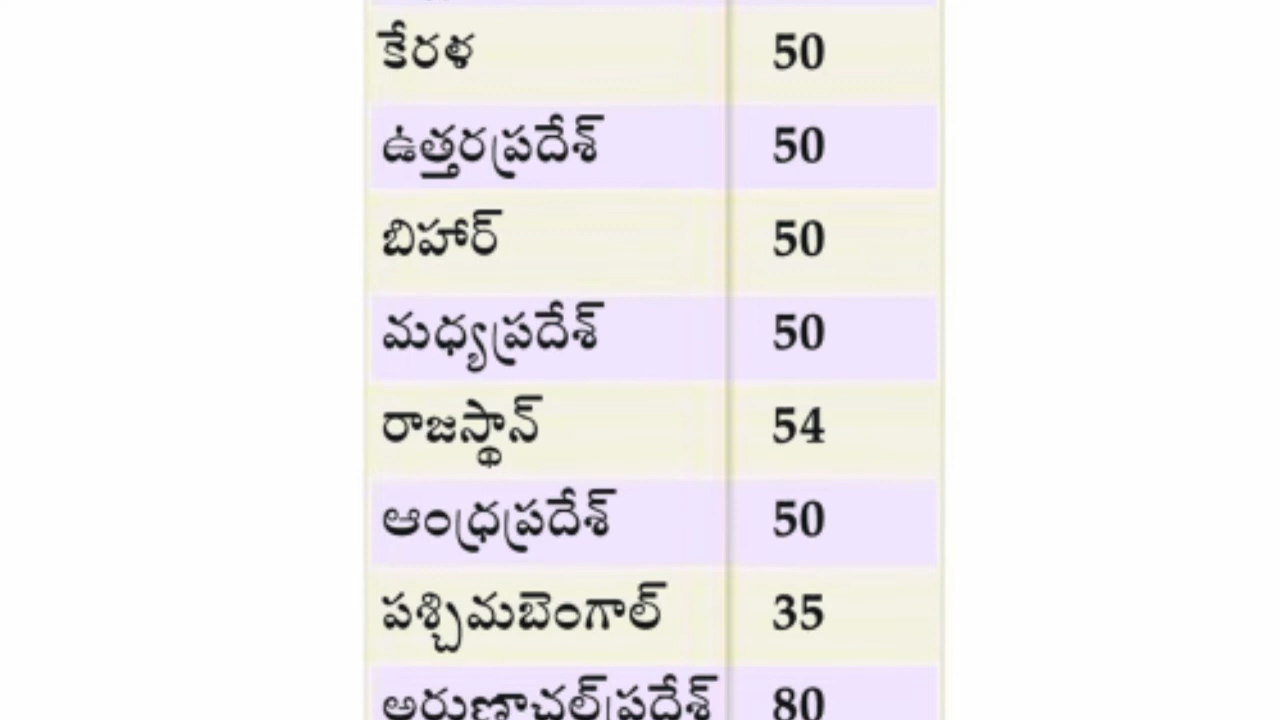 కేరళ 50
ఉత్తరప్రదేశ్ 50
బిహార్ 50
మధ్యప్రదేశ్ 50
రాజస్థాన్ 54
ఆంధ్రప్రదేశ్ 50
పశ్చిమబెంగాల్ 35
అరుణాచల్‌ప్రదేశ్ 80